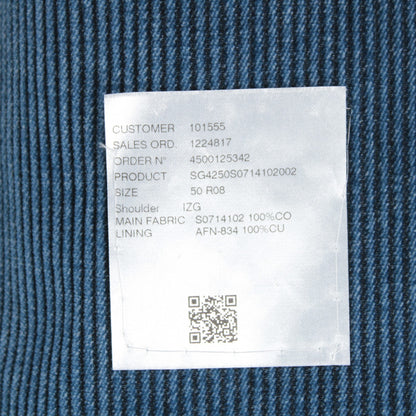 CUSTOMER 101555
SALES ORD. 1224817
ORDER N° 4500125342
PRODUCT SG4250S0714102002
SIZE 50 R08
Shoulder IZG
MAIN FABRIC S0714102 100%CO
LINING AFN-834 100%CU